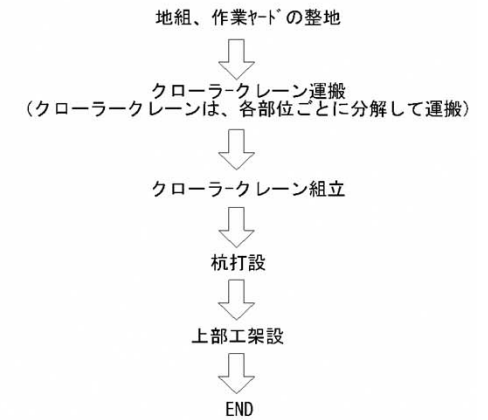 地組、作業ﾔｰﾄﾞの整地
クローラ-クレーン運搬
(クローラークレーンは、各部位ごとに分解して運搬)
クローラ-クレーン組立
杭打設
上部工架設
END